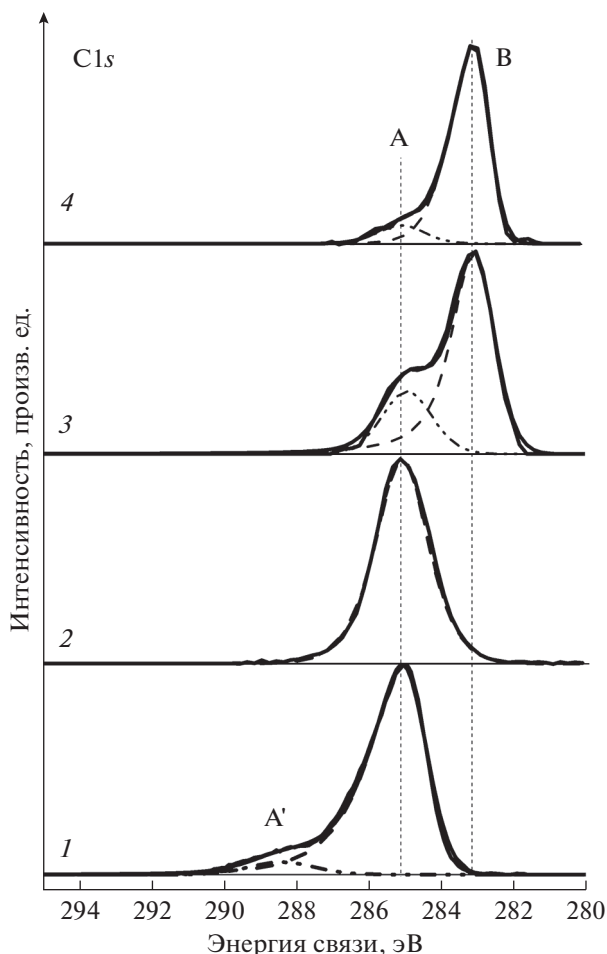 C1s
B
A
4
3
2
A'
1
294 292 290 288 286 284 282 280
Энергия связи, эВ
Интенсивность, произв. ед.